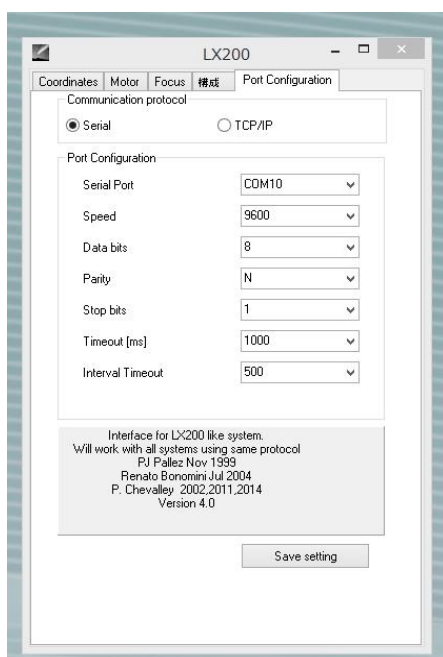 LX200
Coordinates Motor Focus 構成 Port Configuration
Communication protocol
Serial TCP/IP
Port Configuration
Serial Port COM10
Speed 9600
Data bits 8
Parity N
Stop bits 1
Timeout [ms] 1000
Interval Timeout 500
Interface for LX200 like system.
Will work with all systems using same protocol
PJ Pallez Nov 1999
Renato Bonomini Jul 2004
P. Chevalley 2002,2011,2014
Version 4.0
Save setting